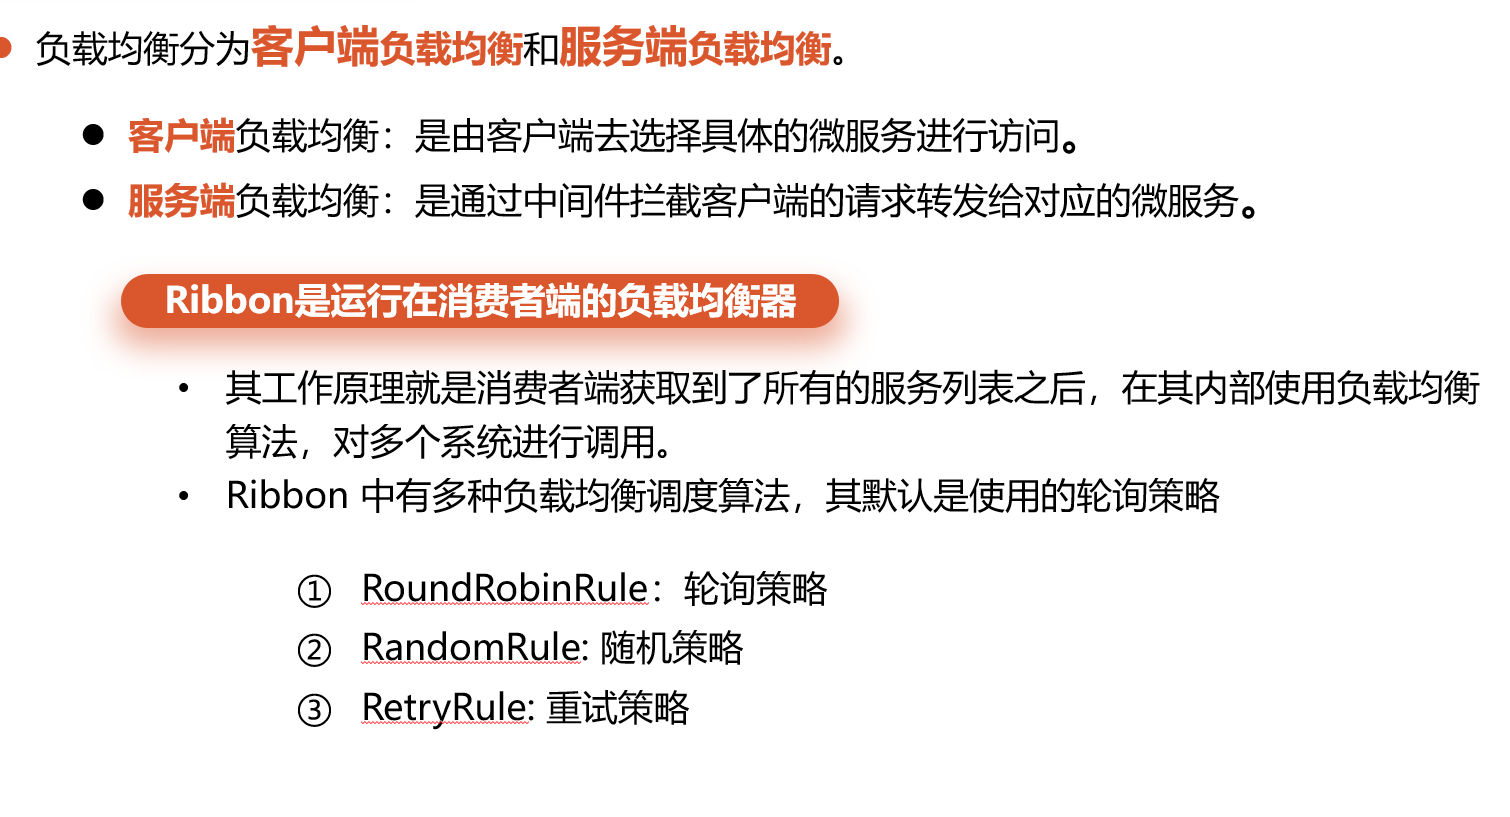 负载均衡分为客户端负载均衡和服务端负载均衡。
● 客户端负载均衡：是由客户端去选择具体的微服务进行访问。
● 服务端负载均衡：是通过中间件拦截客户端的请求转发给对应的微服务。
Ribbon是运行在消费者端的负载均衡器
• 其工作原理就是消费者端获取到了所有的服务列表之后，在其内部使用负载均衡
算法，对多个系统进行调用。
• Ribbon 中有多种负载均衡调度算法，其默认是使用的轮询策略
① RoundRobinRule：轮询策略
② RandomRule: 随机策略
③ RetryRule: 重试策略